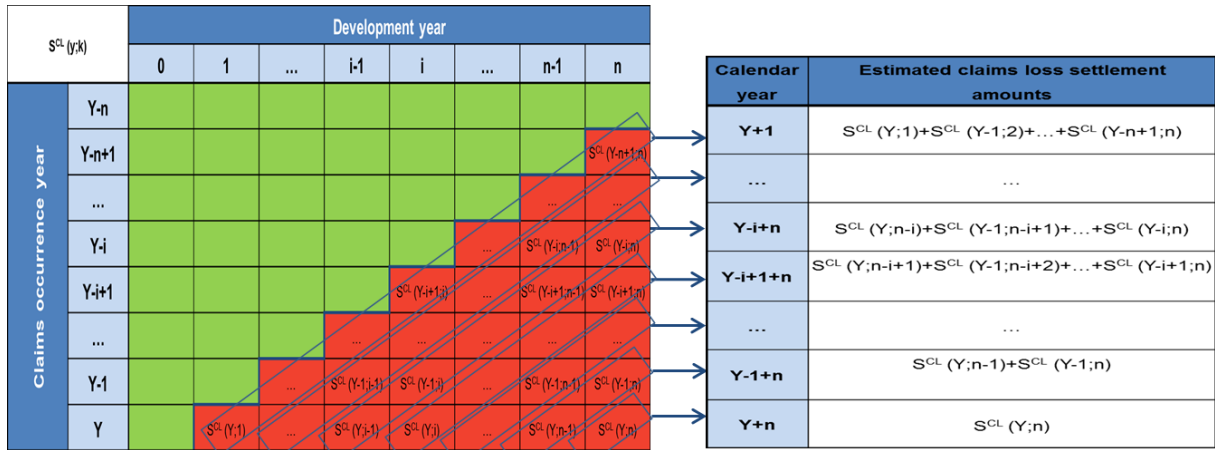 S^CL (y;k)
Development year
0 1 ... i-1 i ... n-1 n
Claims occurrence year
Y-n
Y-n+1 S^CL (Y-n+1;n)
... ... ...
Y-i ... S^CL (Y-i;n-1) S^CL (Y-i;n)
Y-i+1 S^CL (Y-i+1;i) ... S^CL (Y-i+1;n-1) S^CL (Y-i+1;n)
... ... ... ... ... ...
Y-1 ... S^CL (Y-1;i-1) S^CL (Y-1;i) ... S^CL (Y-1;n-1) S^CL (Y-1;n)
Y S^CL (Y;1) ... S^CL (Y;i-1) S^CL (Y;i) ... S^CL (Y;n-1) S^CL (Y;n)
Calendar
year
Estimated claims loss settlement
amounts
Y+1 S^CL (Y;1)+S^CL (Y-1;2)+...+S^CL (Y-n+1;n)
... ...
Y-i+n S^CL (Y;n-i)+S^CL (Y-1;n-i+1)+...+S^CL (Y-i;n)
Y-i+1+n S^CL (Y;n-i+1)+S^CL (Y-1;n-i+2)+...+S^CL (Y-i+1;n)
... ...
Y-1+n S^CL (Y;n-1)+S^CL (Y-1;n)
Y+n S^CL (Y;n)